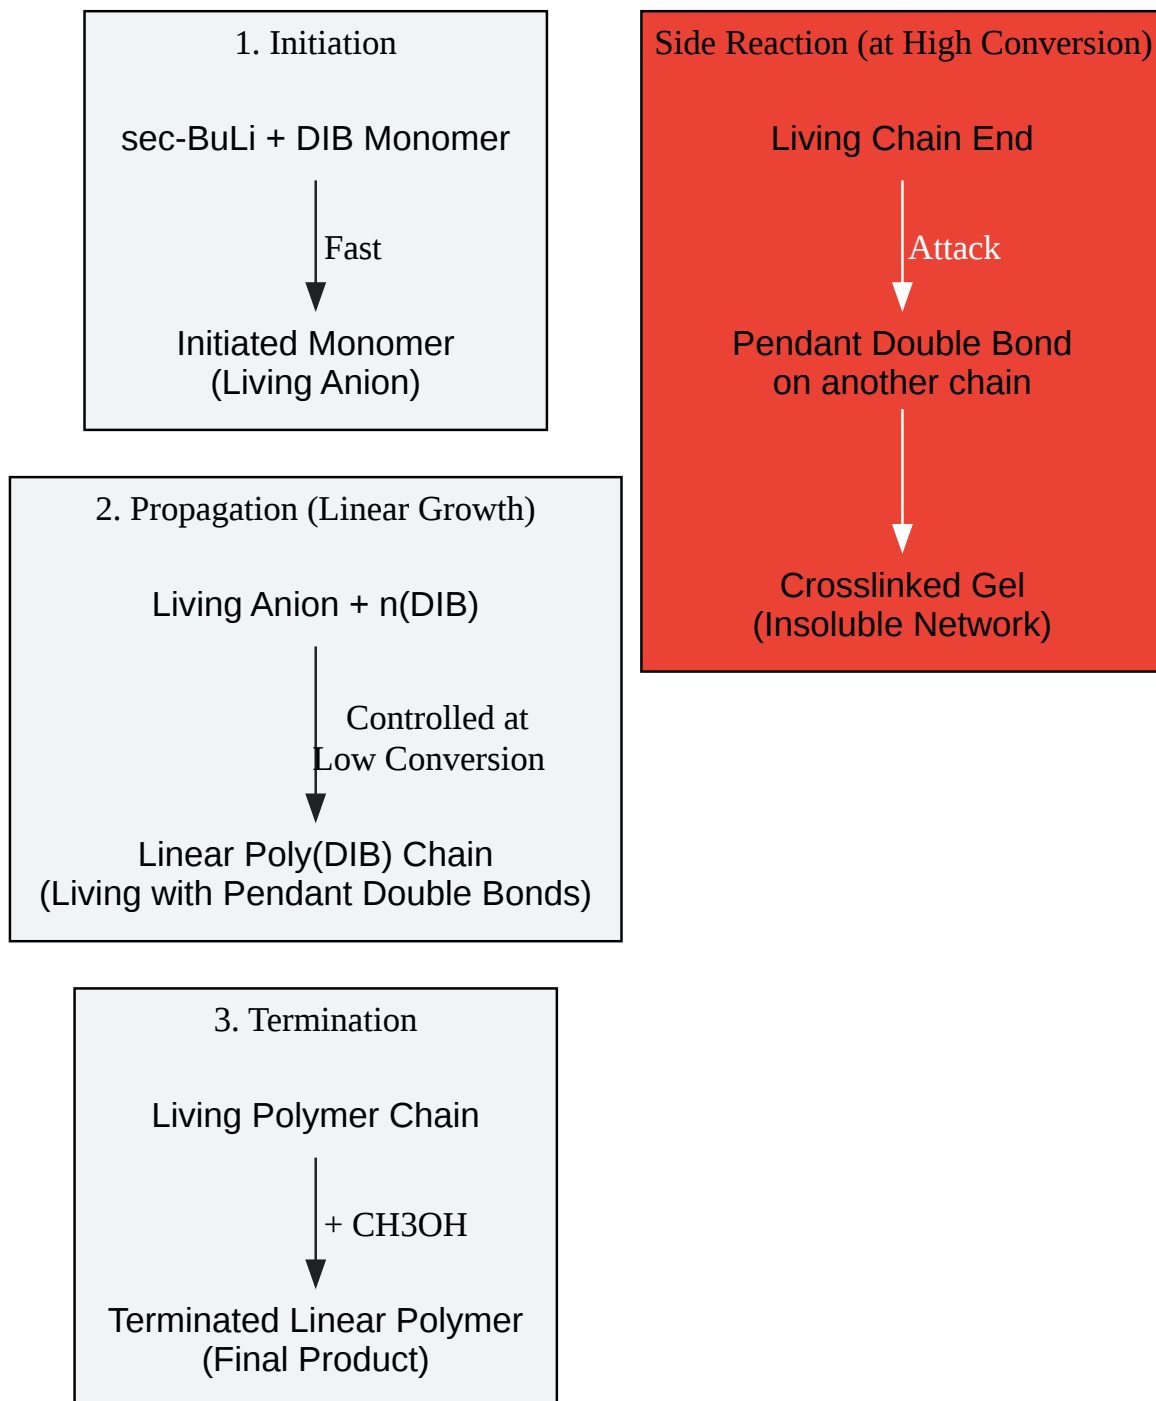 1. Initiation
sec-BuLi + DIB Monomer
Fast
Initiated Monomer
(Living Anion)
2. Propagation (Linear Growth)
Living Anion + n(DIB)
Controlled at
Low Conversion
Linear Poly(DIB) Chain
(Living with Pendant Double Bonds)
3. Termination
Living Polymer Chain
+ CH3OH
Terminated Linear Polymer
(Final Product)
Side Reaction (at High Conversion)
Living Chain End
Attack
Pendant Double Bond
on another chain
Crosslinked Gel
(Insoluble Network)